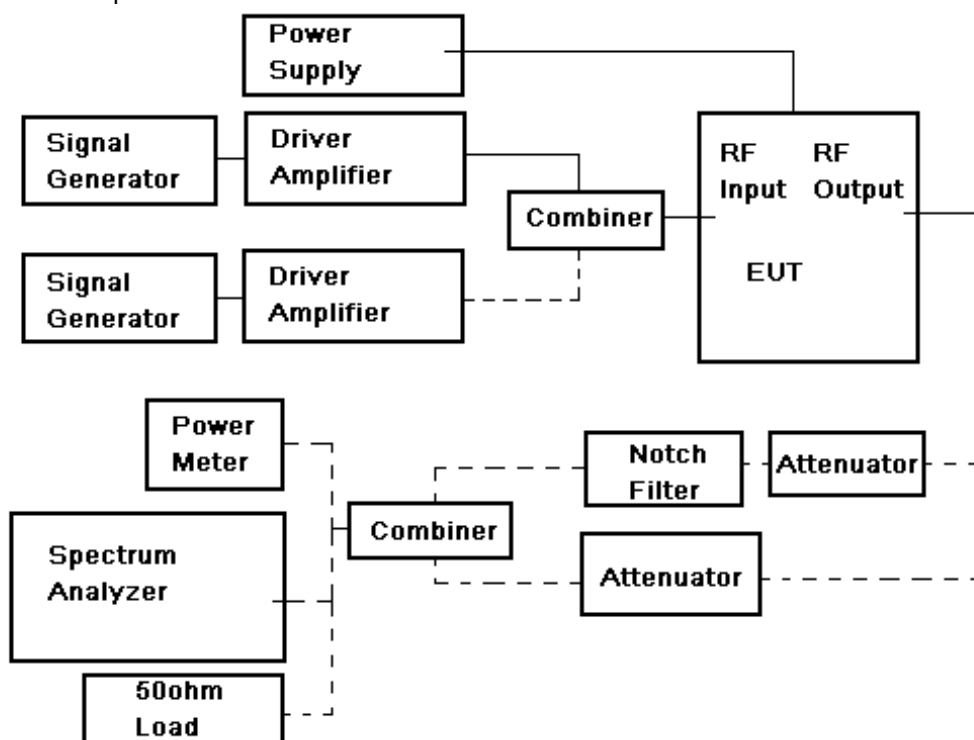 Power
Supply
Signal
Generator
Driver
Amplifier
Combiner
RF
Input
RF
Output
EUT
Signal
Generator
Driver
Amplifier
Power
Meter
Notch
Filter
Attenuator
Combiner
Spectrum
Analyzer
Attenuator
50ohm
Load